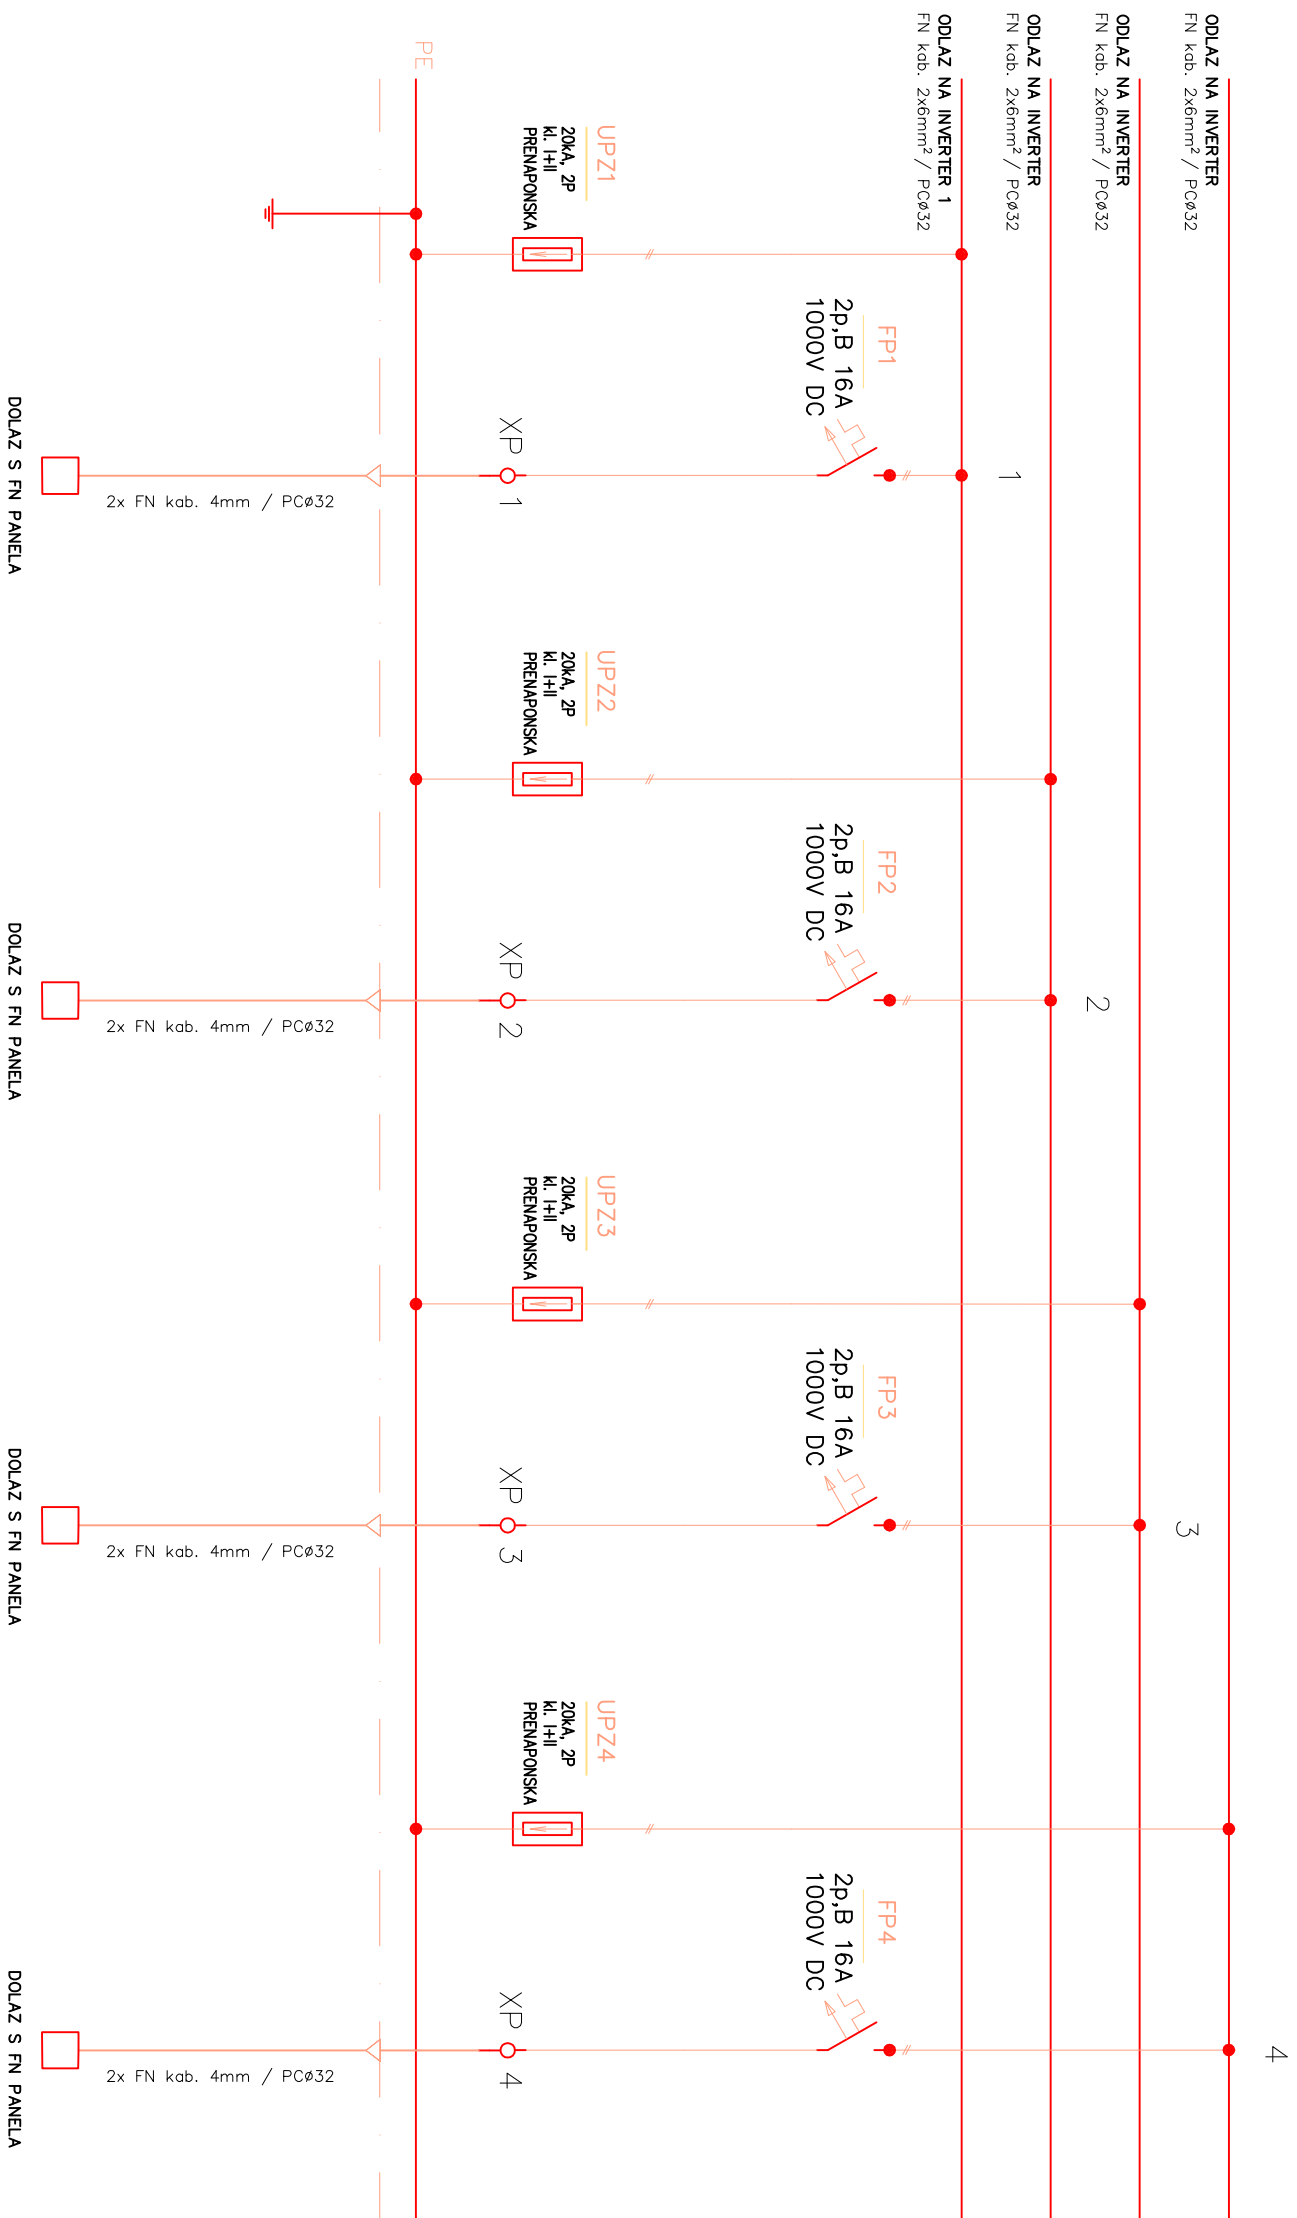 ODLAZ NA INVERTER
FN kab. 2x6mm² / PCø32
ODLAZ NA INVERTER
FN kab. 2x6mm² / PCø32
ODLAZ NA INVERTER
FN kab. 2x6mm² / PCø32
ODLAZ NA INVERTER 1
FN kab. 2x6mm² / PCø32
1
2
3
4
FP1
2p,B 16A
1000V DC
FP2
2p,B 16A
1000V DC
FP3
2p,B 16A
1000V DC
FP4
2p,B 16A
1000V DC
UPZ1
20kA, 2P
kl. I+II
PRENAPONSKA
UPZ2
20kA, 2P
kl. I+II
PRENAPONSKA
UPZ3
20kA, 2P
kl. I+II
PRENAPONSKA
UPZ4
20kA, 2P
kl. I+II
PRENAPONSKA
XP 1
XP 2
XP 3
XP 4
PE
2x FN kab. 4mm / PCø32
2x FN kab. 4mm / PCø32
2x FN kab. 4mm / PCø32
2x FN kab. 4mm / PCø32
DOLAZ S FN PANELA
DOLAZ S FN PANELA
DOLAZ S FN PANELA
DOLAZ S FN PANELA